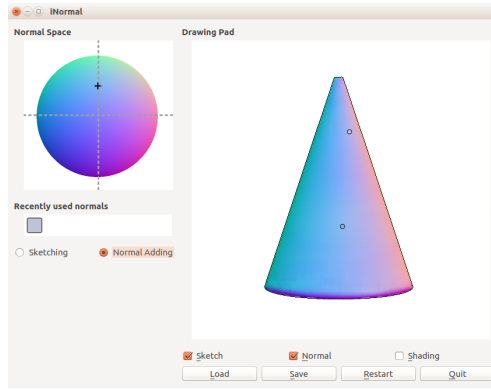 iNormal
Normal Space
Drawing Pad
Recently used normals
Sketching
Normal Adding
Sketch
Normal
Shading
Load
Save
Restart
Quit